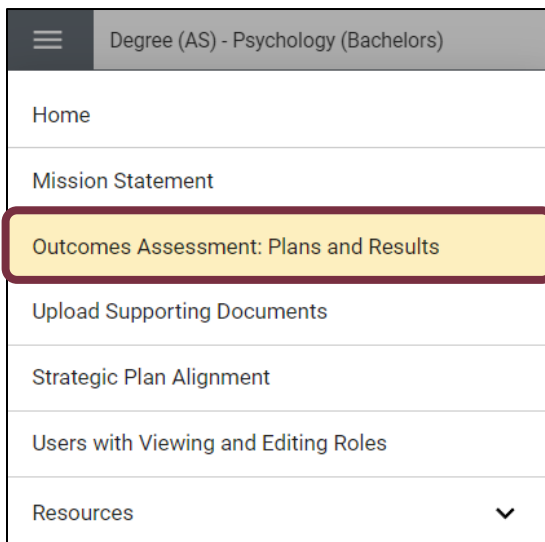 Degree (AS) - Psychology (Bachelors)
Home
Mission Statement
Outcomes Assessment: Plans and Results
Upload Supporting Documents
Strategic Plan Alignment
Users with Viewing and Editing Roles
Resources